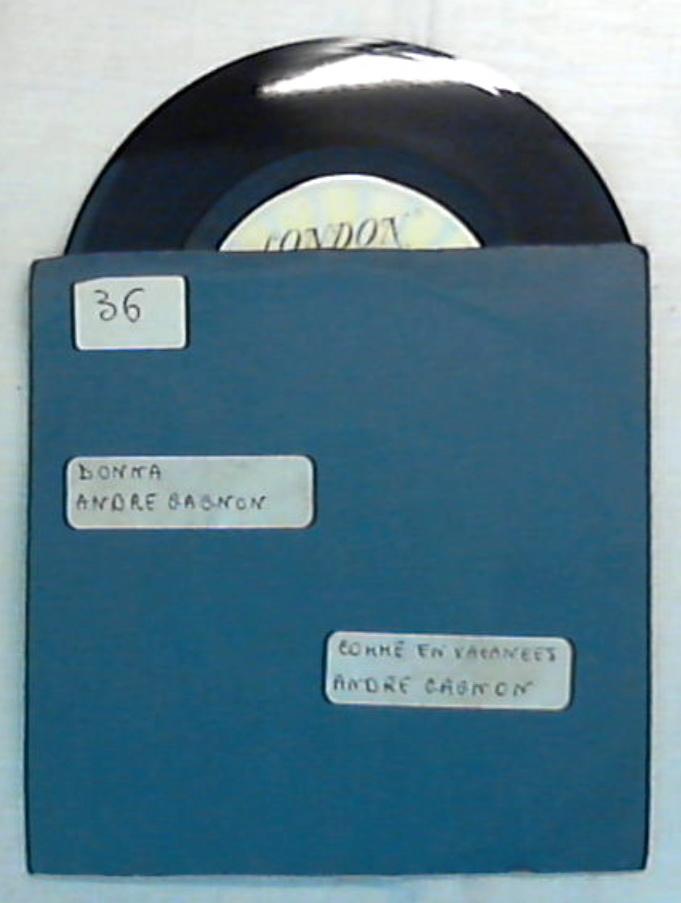 LONDON
36
DONNA
ANDRE GAGNON
COMME EN VACANCES
ANDRE GAGNON